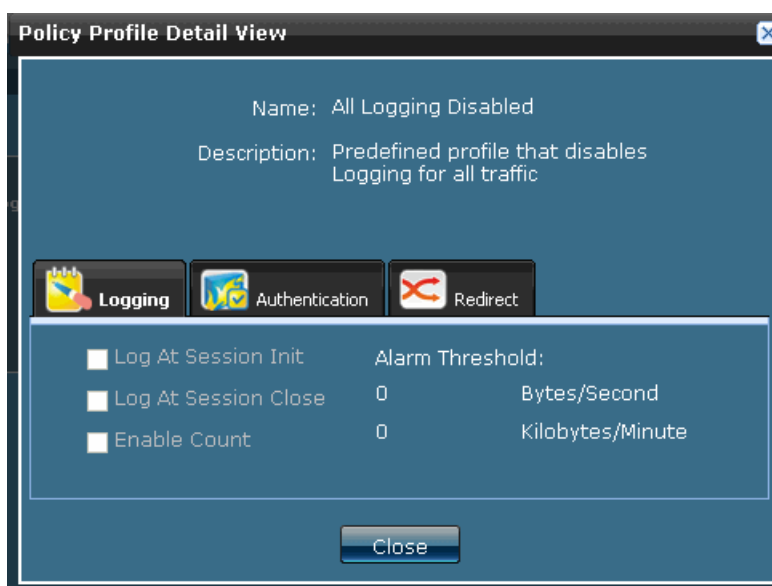 Policy Profile Detail View
Name: All Logging Disabled
Description: Predefined profile that disables
Logging for all traffic
Logging Authentication Redirect
Log At Session Init Alarm Threshold:
Log At Session Close 0 Bytes/Second
Enable Count 0 Kilobytes/Minute
Close